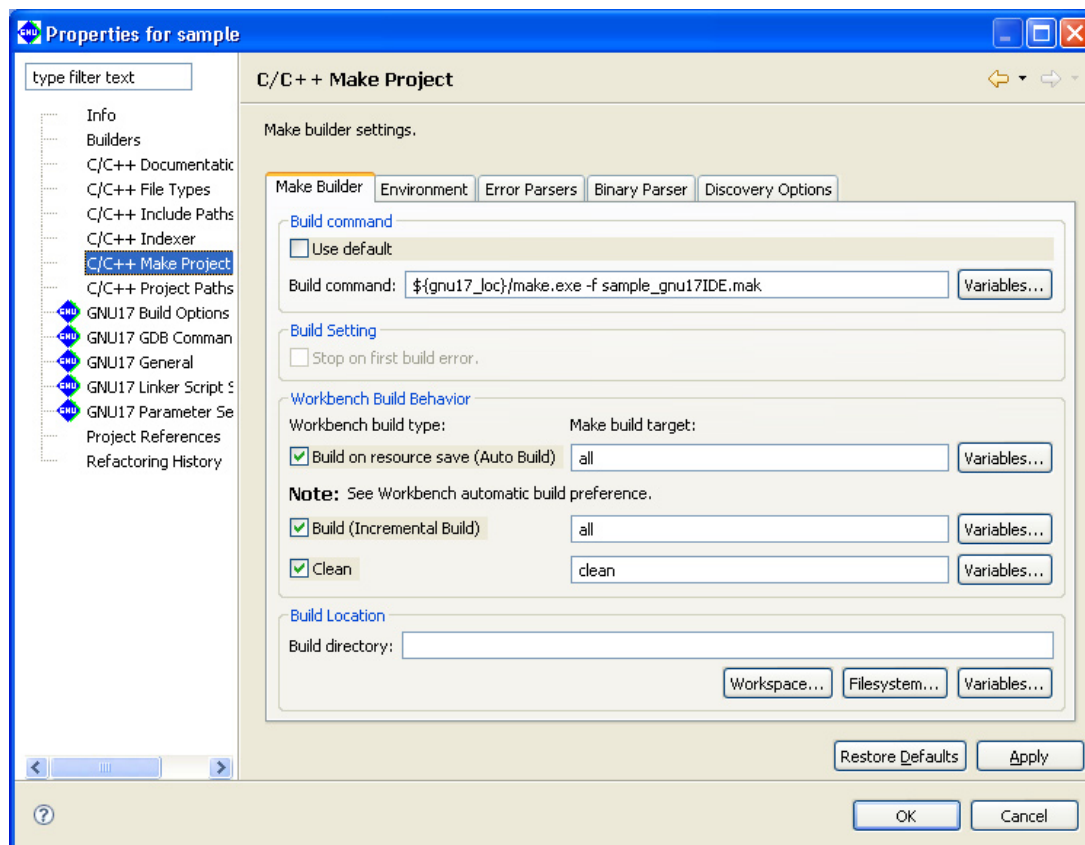 Properties for sample
type filter text
Info
Builders
C/C++ Documentatic
C/C++ File Types
C/C++ Include Paths
C/C++ Indexer
C/C++ Make Project
C/C++ Project Paths
GNU GNU17 Build Options
GNU GNU17 GDB Comman
GNU GNU17 General
GNU GNU17 Linker Script S
GNU GNU17 Parameter Se
Project References
Refactoring History
C/C++ Make Project
Make builder settings.
Make Builder Environment Error Parsers Binary Parser Discovery Options
Build command
Use default
Build command: ${gnu17_loc}/make.exe -f sample_gnu17IDE.mak Variables...
Build Setting
Stop on first build error.
Workbench Build Behavior
Workbench build type: Make build target:
Build on resource save (Auto Build) all Variables...
Note: See Workbench automatic build preference.
Build (Incremental Build) all Variables...
Clean clean Variables...
Build Location
Build directory:
Workspace... Filesystem... Variables...
Restore Defaults Apply
OK Cancel